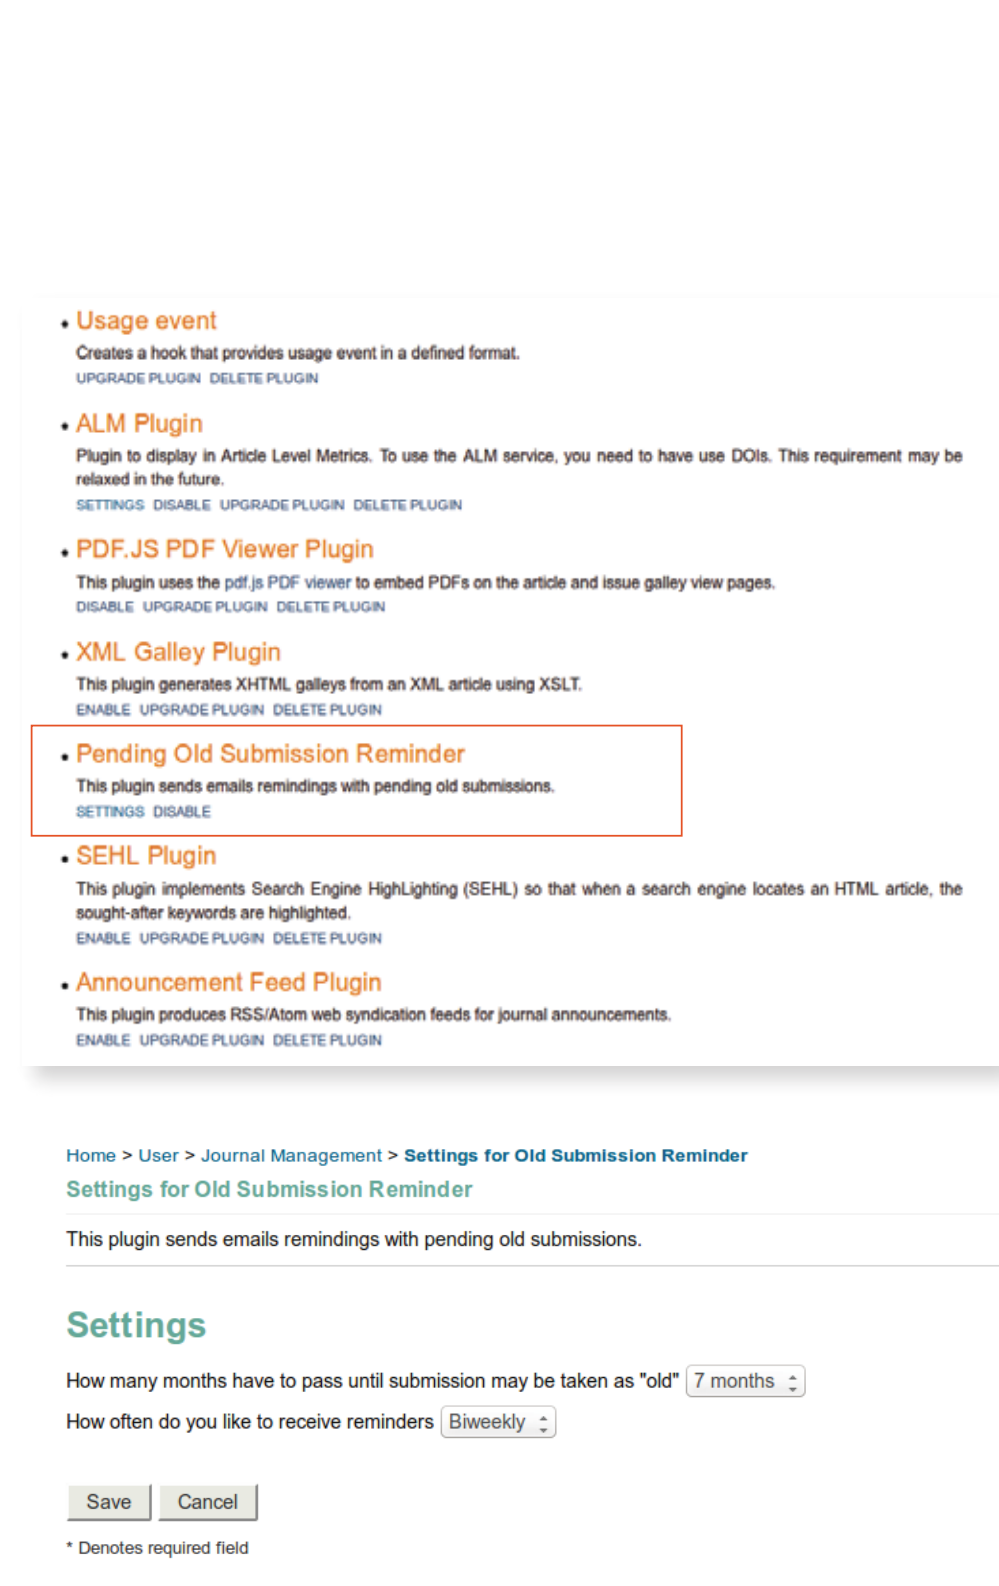 • Usage event
Creates a hook that provides usage event in a defined format.
UPGRADE PLUGIN DELETE PLUGIN
• ALM Plugin
Plugin to display in Article Level Metrics. To use the ALM service, you need to have use DOIs. This requirement may be
relaxed in the future.
SETTINGS DISABLE UPGRADE PLUGIN DELETE PLUGIN
• PDF.JS PDF Viewer Plugin
This plugin uses the pdf.js PDF viewer to embed PDFs on the article and issue galley view pages.
DISABLE UPGRADE PLUGIN DELETE PLUGIN
• XML Galley Plugin
This plugin generates XHTML galleys from an XML article using XSLT.
ENABLE UPGRADE PLUGIN DELETE PLUGIN
• Pending Old Submission Reminder
This plugin sends emails remindings with pending old submissions.
SETTINGS DISABLE
• SEHL Plugin
This plugin implements Search Engine HighLighting (SEHL) so that when a search engine locates an HTML article, the
sought-after keywords are highlighted.
ENABLE UPGRADE PLUGIN DELETE PLUGIN
• Announcement Feed Plugin
This plugin produces RSS/Atom web syndication feeds for journal announcements.
ENABLE UPGRADE PLUGIN DELETE PLUGIN
Home > User > Journal Management > Settings for Old Submission Reminder
Settings for Old Submission Reminder
This plugin sends emails remindings with pending old submissions.
Settings
How many months have to pass until submission may be taken as "old" 7 months
How often do you like to receive reminders Biweekly
Save Cancel
* Denotes required field